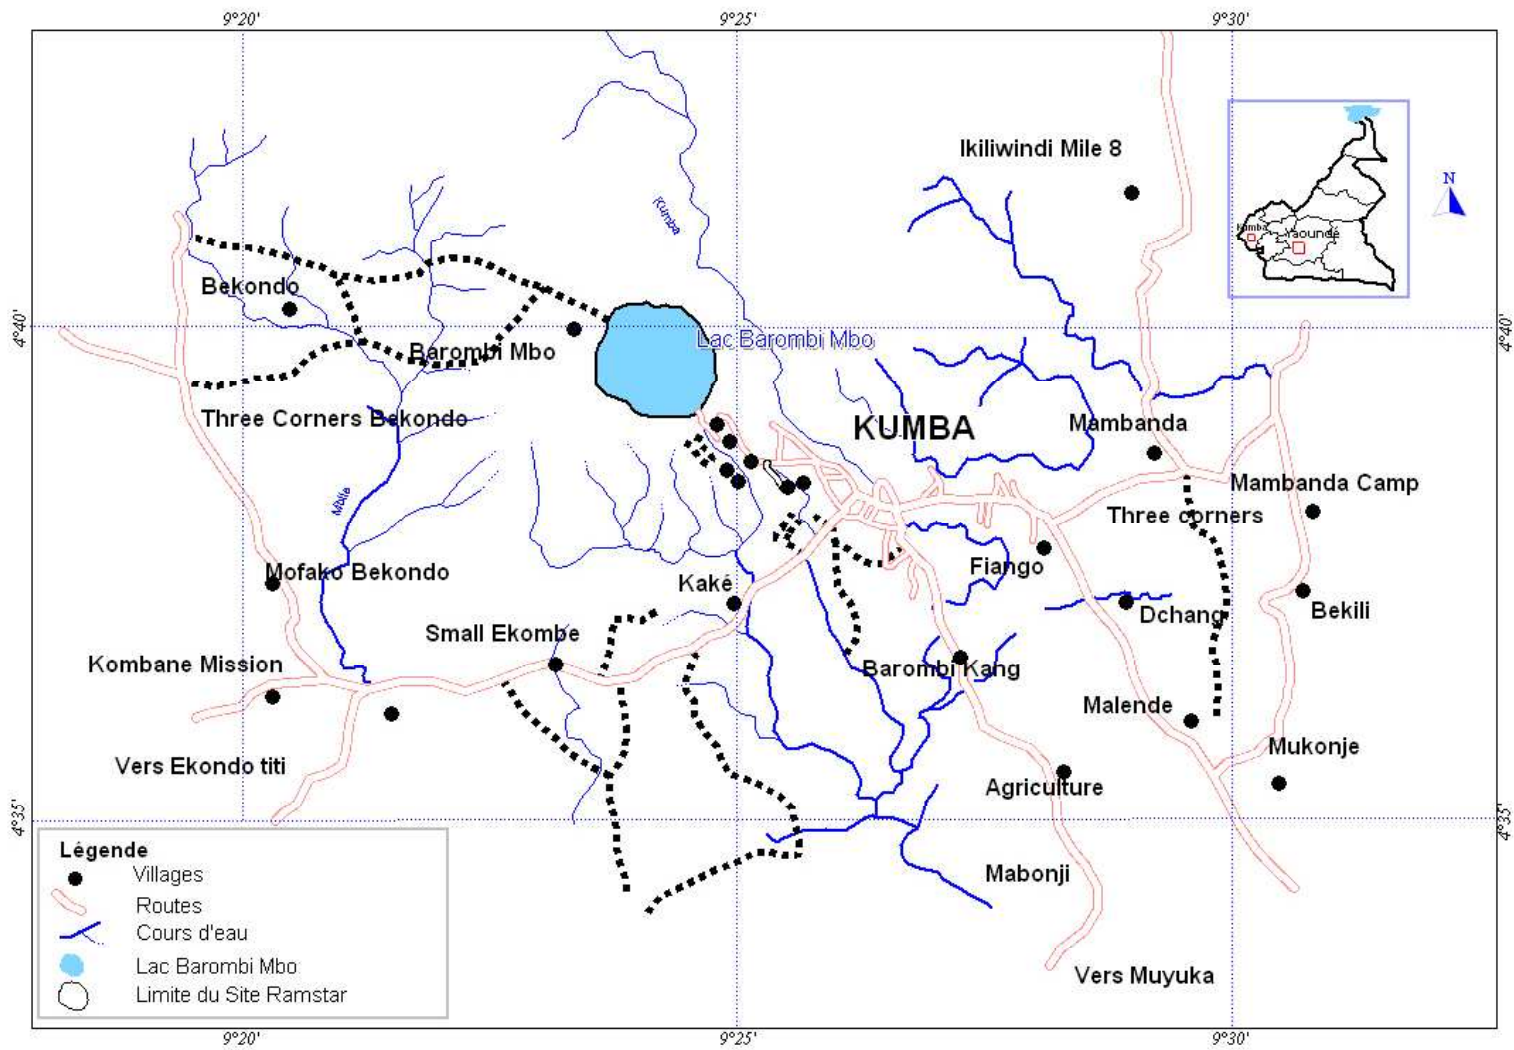 9°20' 9°25' 9°30'
Ikiliwindi Mile 8
N
Kumba
Kumba
Yaoundé
Bekondo
4°40' 4°40'
Lac Barombi Mbo
Barombi Mbo
Three Corners Bekondo
KUMBA
Mambanda
Mambanda Camp
Mbila
Three corners
Fiango
Mofako Bekondo
Kaké
Dchang
Bekili
Small Ekombe
Kombane Mission
Barombi Kang
Malende
Mukonje
Vers Ekondo titi
Agriculture
4°35' 4°35'
Mabonji
Légende
Villages
Routes
Cours d'eau
Lac Barombi Mbo
Limite du Site Ramstar
Vers Muyuka
9°20' 9°25' 9°30'